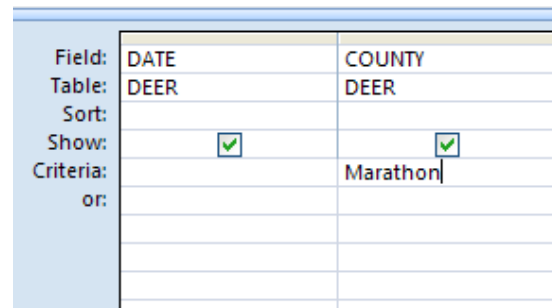 Field: DATE COUNTY
Table: DEER DEER
Sort:
Show:
Criteria: Marathon
or: